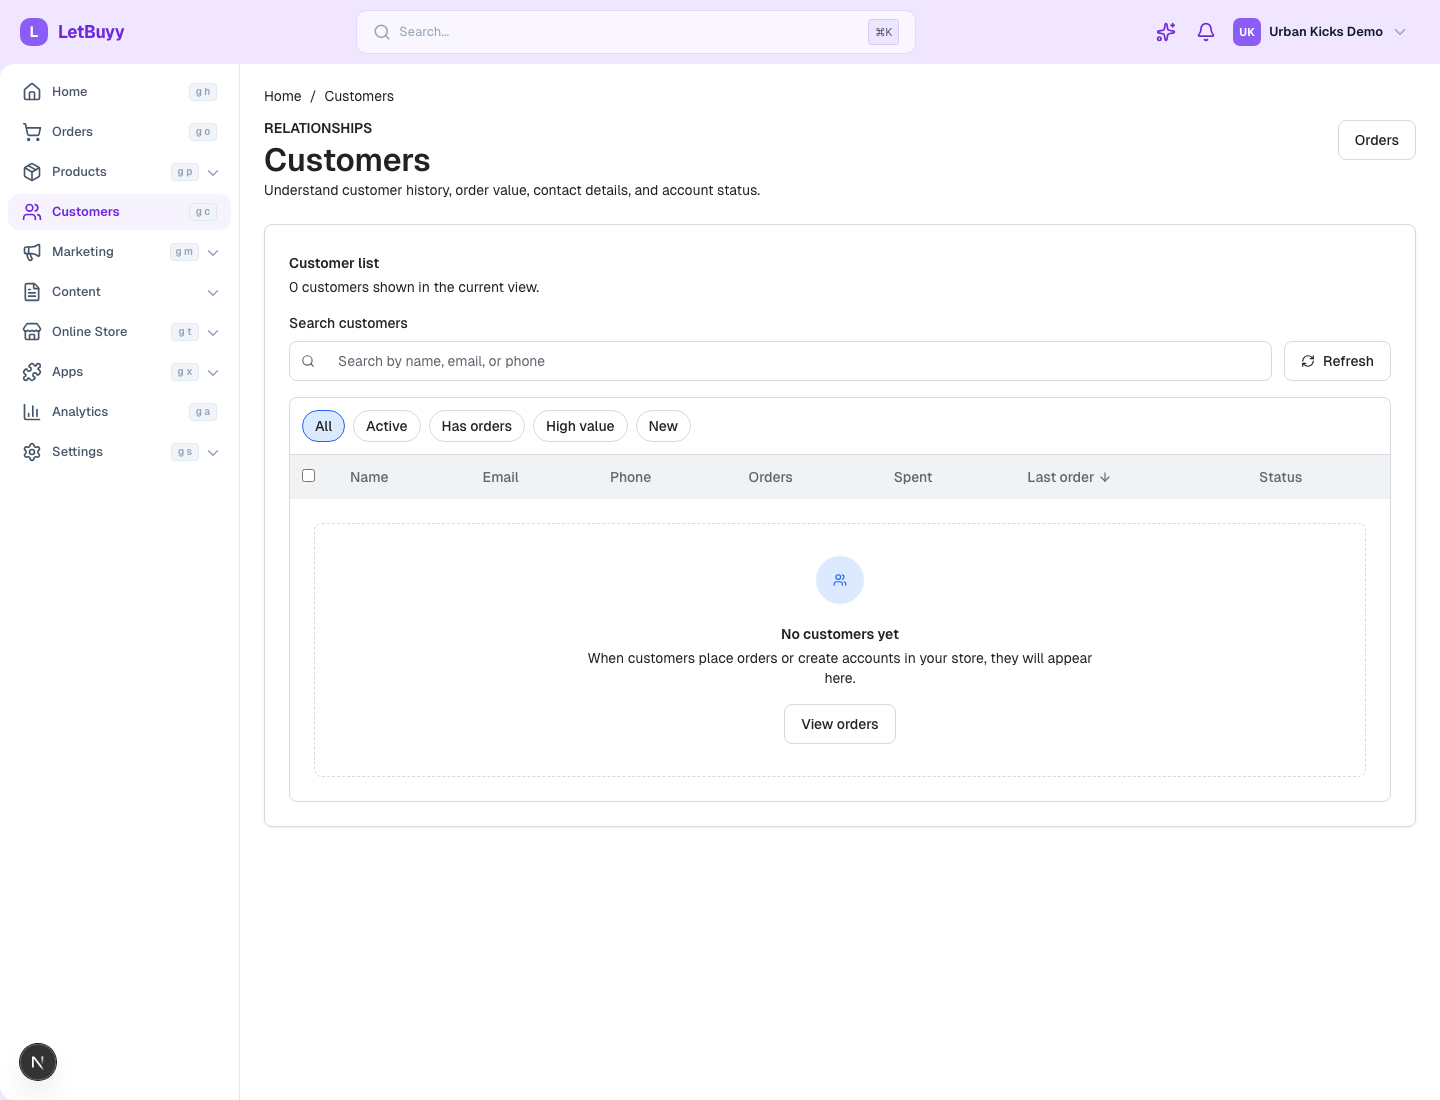 L LetBuyy
Search...
⌘K
UK Urban Kicks Demo
Home g h
Orders g o
Products g p
Customers g c
Marketing g m
Content
Online Store g t
Apps g x
Analytics g a
Settings g s
N
Home / Customers
RELATIONSHIPS
Customers
Understand customer history, order value, contact details, and account status.
Orders
Customer list
0 customers shown in the current view.
Search customers
Search by name, email, or phone
Refresh
All Active Has orders High value New
Name Email Phone Orders Spent Last order ↓ Status
No customers yet
When customers place orders or create accounts in your store, they will appear
here.
View orders